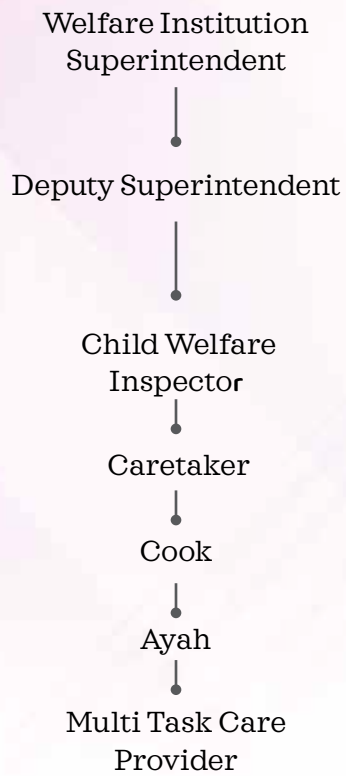 Welfare Institution
Superintendent
Deputy Superintendent
Child Welfare
Inspector
Caretaker
Cook
Ayah
Multi Task Care
Provider